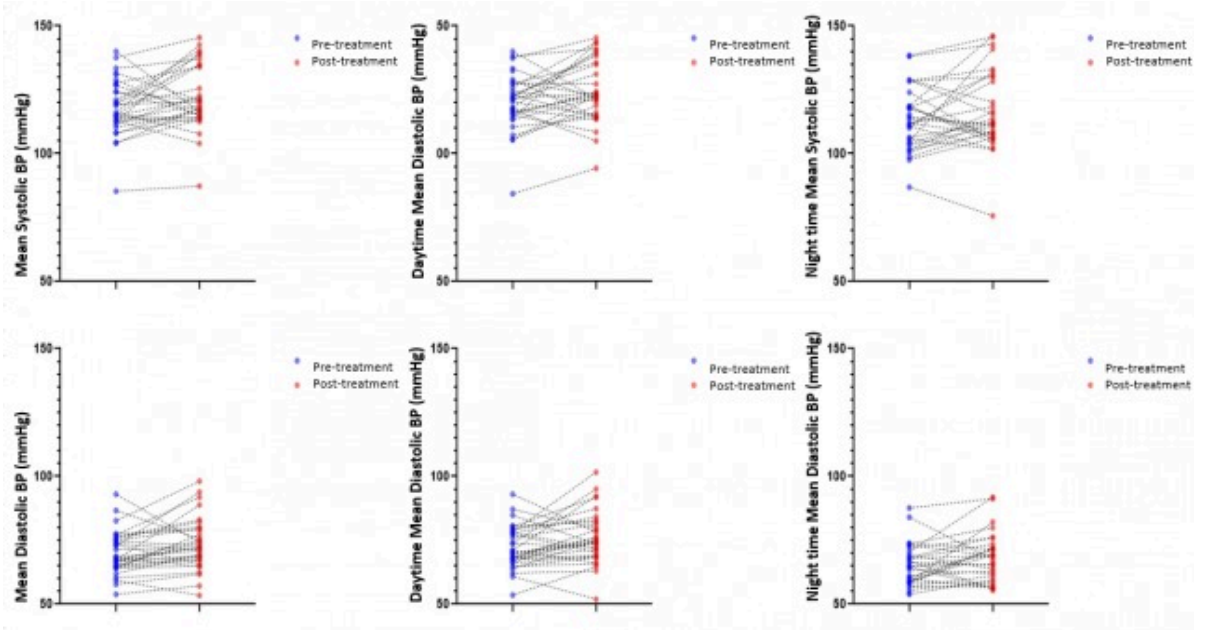 Mean Systolic BP (mmHg)
150
100
50
Pre-treatment
Post-treatment
Daytime Mean Diastolic BP (mmHg)
50
00
50
Pre-treatment
Post-treatment
Night time Mean Systolic BP (mmHg)
150
100
50
Pre-treatment
Post-treatment
Mean Diastolic BP (mmHg)
150
100
50
Pre-treatment
Post-treatment
Daytime Mean Diastolic BP (mmHg)
150
100
50
Pre-treatment
Post-treatment
Night time Mean Diastolic BP (mmHg)
150
100
50
Pre-treatment
Post-treatment